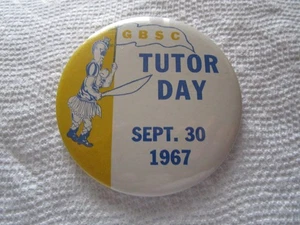 GBSC
TUTOR
DAY
SEPT. 30
1967